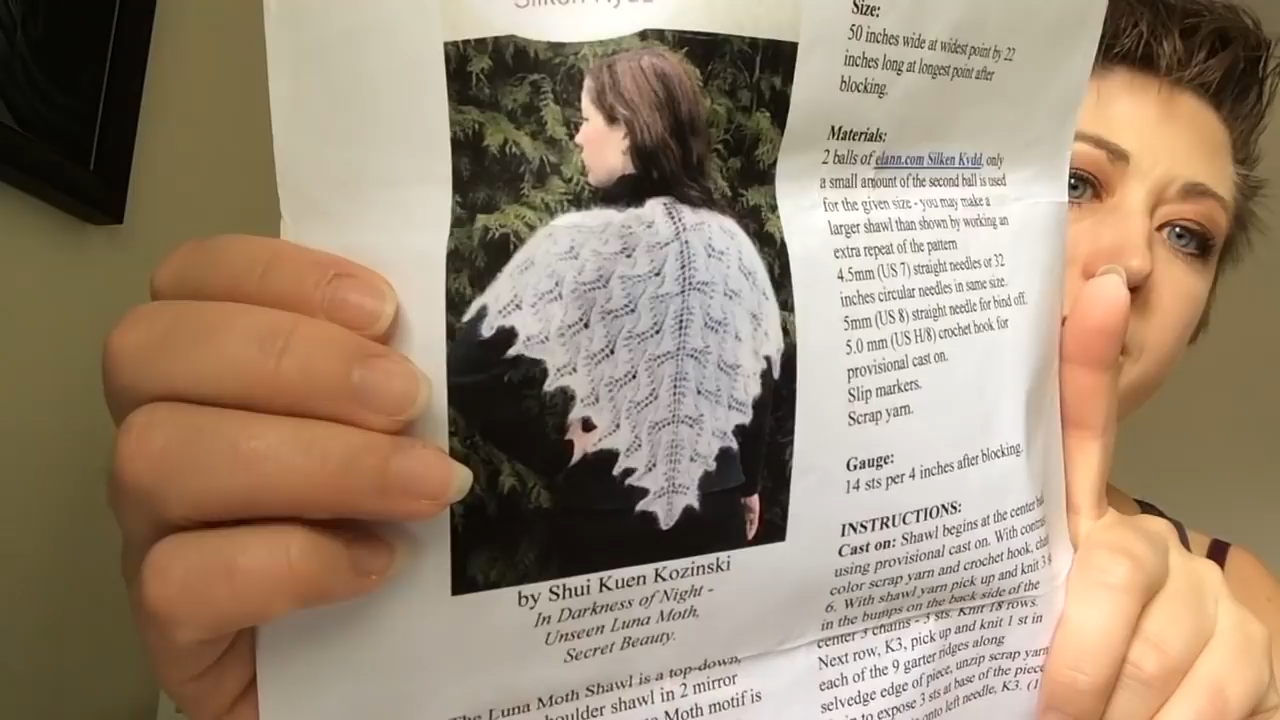 Silken Kydd
by Shui Kuen Kozinski
In Darkness of Night -
Unseen Luna Moth,
Secret Beauty.
The Luna Moth Shawl is a top-down,
shoulder shawl in 2 mirror
Moth motif is
Size:
50 inches wide at widest point by 22
inches long at longest point after
blocking.
Materials:
2 balls of elann.com Silken Kydd, only
a small amount of the second ball is used
for the given size - you may make a
larger shawl than shown by working an
extra repeat of the pattern
4.5mm (US 7) straight needles or 32
inches circular needles in same size.
5mm (US 8) straight needle for bind off.
5.0 mm (US H/8) crochet hook for
provisional cast on.
Slip markers.
Scrap yarn.
Gauge:
14 sts per 4 inches after blocking.
INSTRUCTIONS:
Cast on: Shawl begins at the center
using provisional cast on. With
color scrap yarn and crochet hook,
6. With shawl yarn pick up and knit 3
in the bumps on the back side of the
center 3 chains - 3 sts. Knit 18 rows.
Next row, K3, pick up and knit 1 st in
each of the 9 garter ridges along
selvedge edge of piece, unzip scrap yarn
to expose 3 sts at base of the piece
onto left needle, K3.